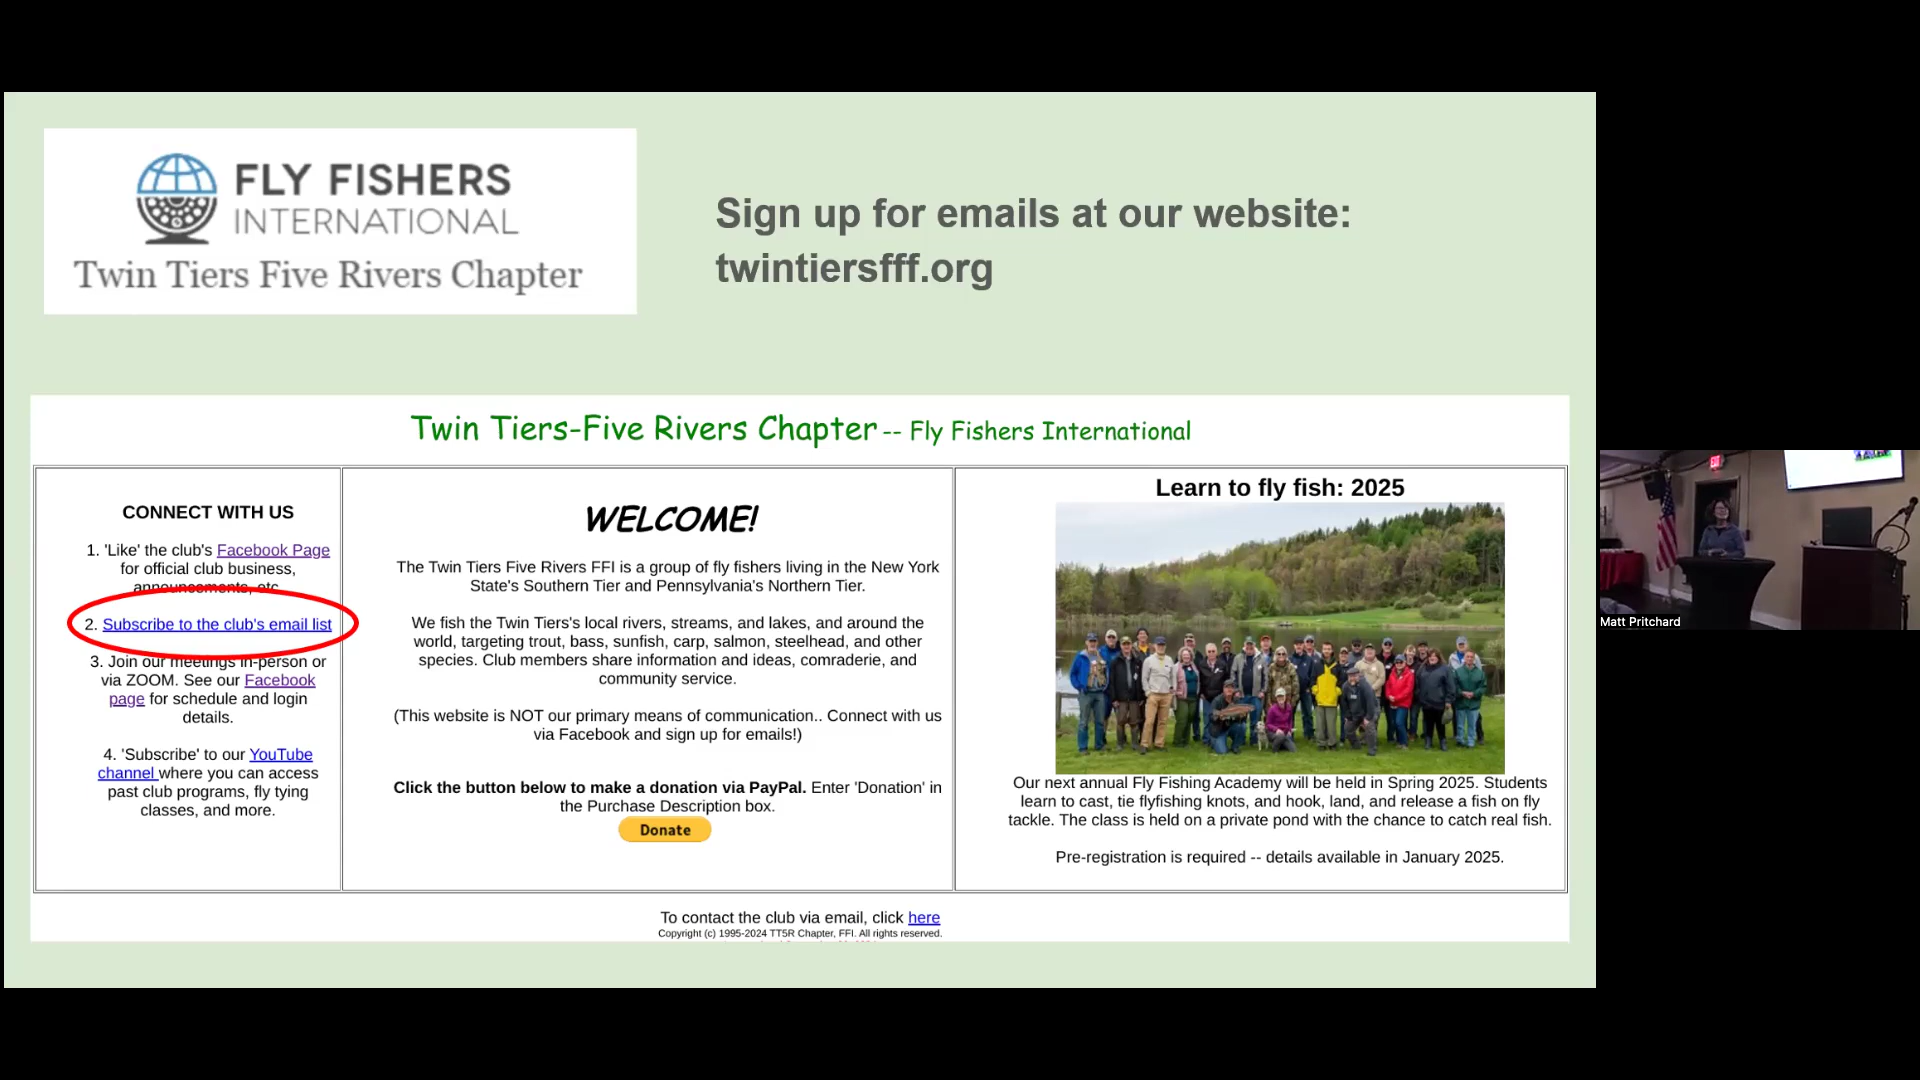 FLY FISHERS
INTERNATIONAL
Twin Tiers Five Rivers Chapter
Sign up for emails at our website:
twintiersfff.org
Twin Tiers-Five Rivers Chapter -- Fly Fishers International
CONNECT WITH US
1. 'Like' the club's Facebook Page
for official club business,
announcements, etc.
2. Subscribe to the club's email list
3. Join our meetings in-person or
via ZOOM. See our Facebook
page for schedule and login
details.
4. 'Subscribe' to our YouTube
channel where you can access
past club programs, fly tying
classes, and more.
WELCOME!
The Twin Tiers Five Rivers FFI is a group of fly fishers living in the New York
State's Southern Tier and Pennsylvania's Northern Tier.
We fish the Twin Tiers's local rivers, streams, and lakes, and around the
world, targeting trout, bass, sunfish, carp, salmon, steelhead, and other
species. Club members share information and ideas, comraderie, and
community service.
(This website is NOT our primary means of communication.. Connect with us
via Facebook and sign up for emails!)
Click the button below to make a donation via PayPal. Enter 'Donation' in
the Purchase Description box.
Donate
Learn to fly fish: 2025
Our next annual Fly Fishing Academy will be held in Spring 2025. Students
learn to cast, tie flyfishing knots, and hook, land, and release a fish on fly
tackle. The class is held on a private pond with the chance to catch real fish.
Pre-registration is required -- details available in January 2025.
To contact the club via email, click here
Copyright (c) 1995-2024 TT5R Chapter, FFI. All rights reserved.
EXIT
Matt Pritchard